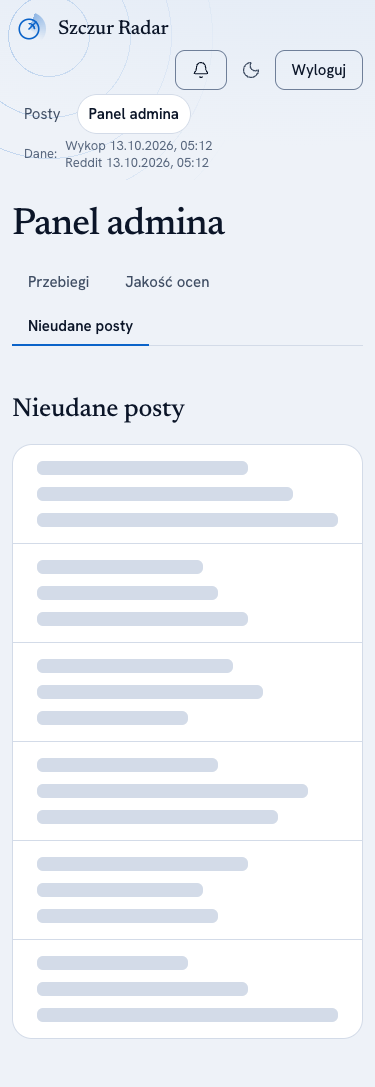 Szczur Radar
Wyloguj
Posty
Panel admina
Dane:
Wykop 13.10.2026, 05:12
Reddit 13.10.2026, 05:12
Panel admina
Przebiegi
Jakość ocen
Nieudane posty
Nieudane posty